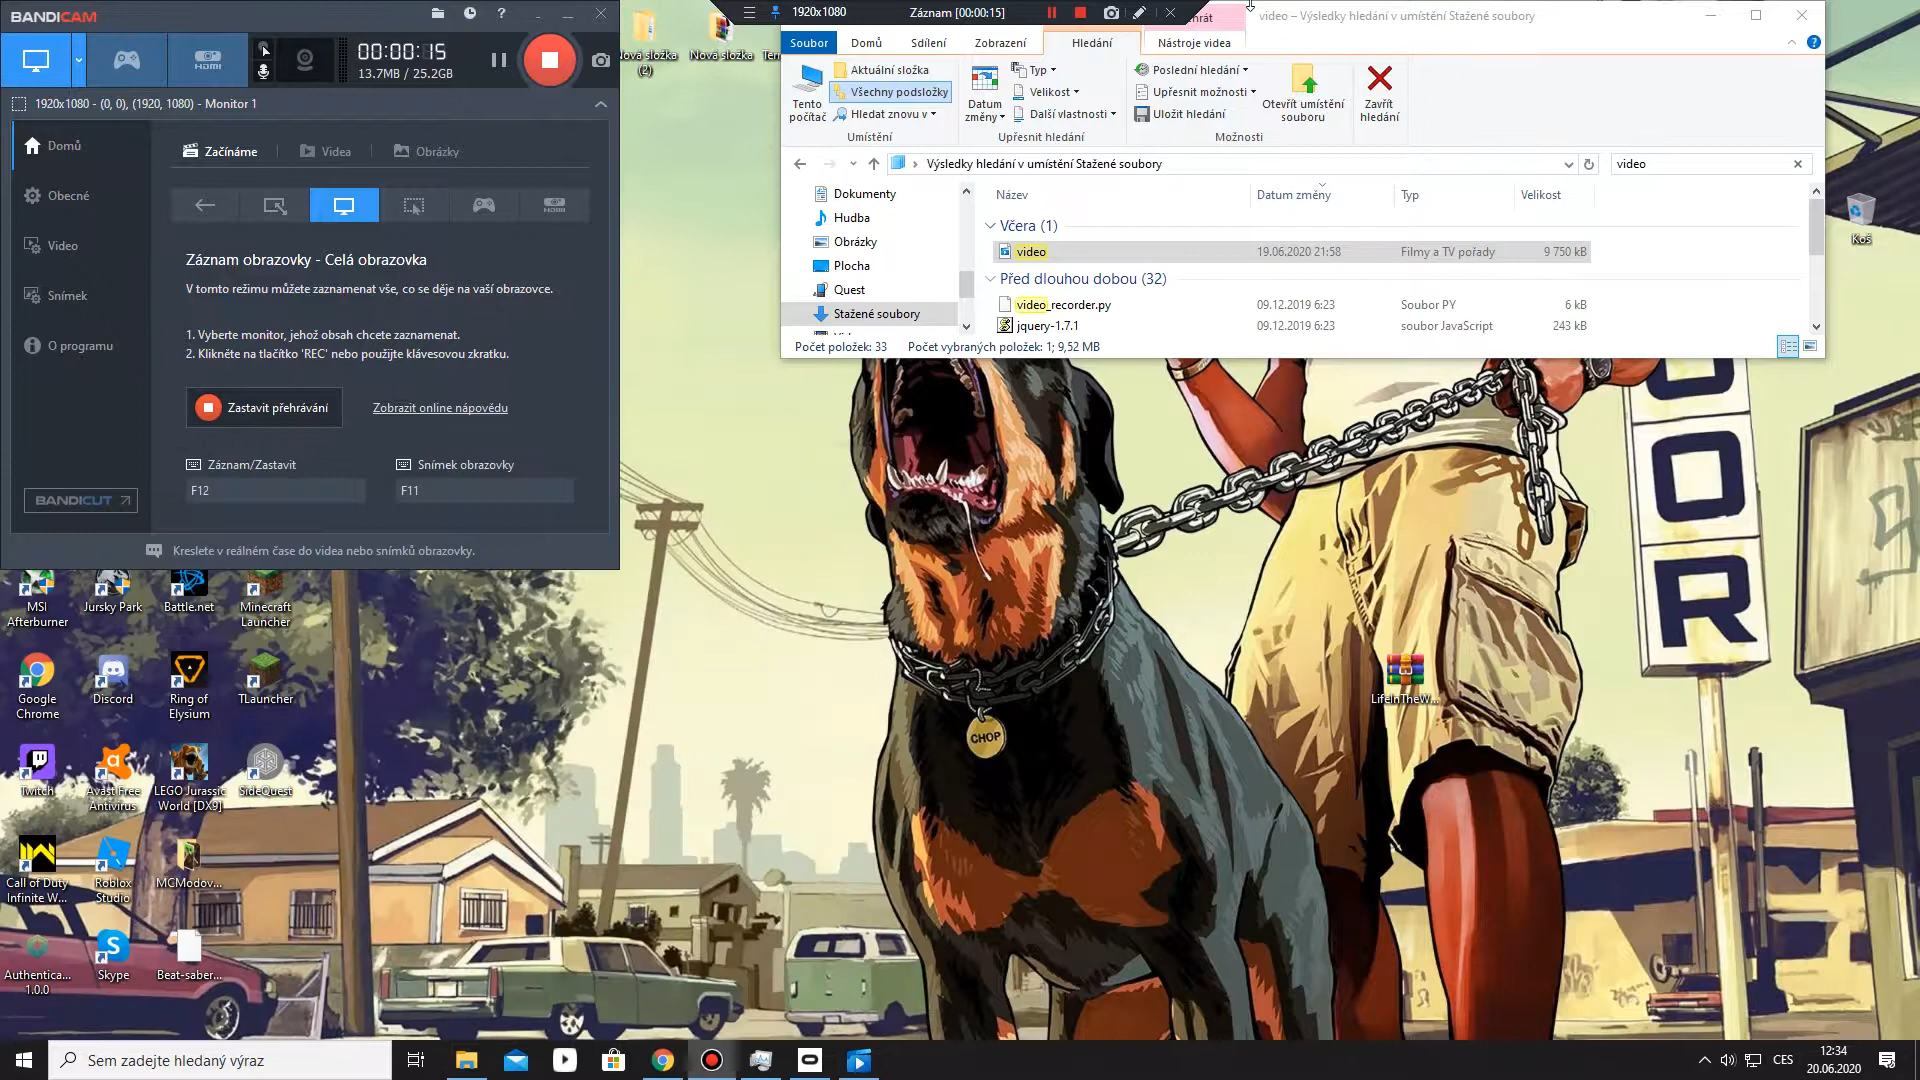 BANDICAM
?
00:00:15
13.7MB / 25.2GB
HDMI
1920x1080 - (0, 0), (1920, 1080) - Monitor 1
Domů
Obecné
Video
Snímek
O programu
BANDICUT
Začínáme
Videa
Obrázky
HDMI
Záznam obrazovky - Celá obrazovka
V tomto režimu můžete zaznamenat vše, co se děje na vaší obrazovce.
1. Vyberte monitor, jehož obsah chcete zaznamenat.
2. Klikněte na tlačítko 'REC' nebo použijte klávesovou zkratku.
Zastavit přehrávání
Zobrazit online nápovědu
Záznam/Zastavit
Snímek obrazovky
F12
F11
Kreslete v reálném čase do videa nebo snímků obrazovky.
Nová složka
(2)
Nová složka
1920x1080
Záznam [00:00:15]
video – Výsledky hledání v umístění Stažené soubory
Soubor
Domů
Sdílení
Zobrazení
Hledání
Nástroje videa
Tento
počítač
Aktuální složka
Všechny podsložky
Hledat znovu v
Umístění
Datum
změny
Typ
Velikost
Další vlastnosti
Upřesnit hledání
Poslední hledání
Upřesnit možnosti
Uložit hledání
Otevřít umístění
souboru
Možnosti
Zavřít
hledání
Výsledky hledání v umístění Stažené soubory
video
Dokumenty
Hudba
Obrázky
Plocha
Quest
Stažené soubory
Název
Datum změny
Typ
Velikost
Včera (1)
video
19.06.2020 21:58
Filmy a TV pořady
9 750 kB
Před dlouhou dobou (32)
video_recorder.py
09.12.2019 6:23
Soubor PY
6 kB
jquery-1.7.1
09.12.2019 6:23
soubor JavaScript
243 kB
Počet položek: 33
Počet vybraných položek: 1; 9,52 MB
Koš
OOR
CHOP
LifeInTheW...
MSI
Afterburner
Jursky Park
Battle.net
Minecraft
Launcher
Google
Chrome
Discord
Ring of
Elysium
TLauncher
Twitch
Avast Free
Antivirus
LEGO Jurassic
World [DX9]
SideQuest
Call of Duty
Infinite W...
Roblox
Studio
MCModov...
Authentica...
1.0.0
Skype
Beat-saber...
Sem zadejte hledaný výraz
CES
12:34
20.06.2020